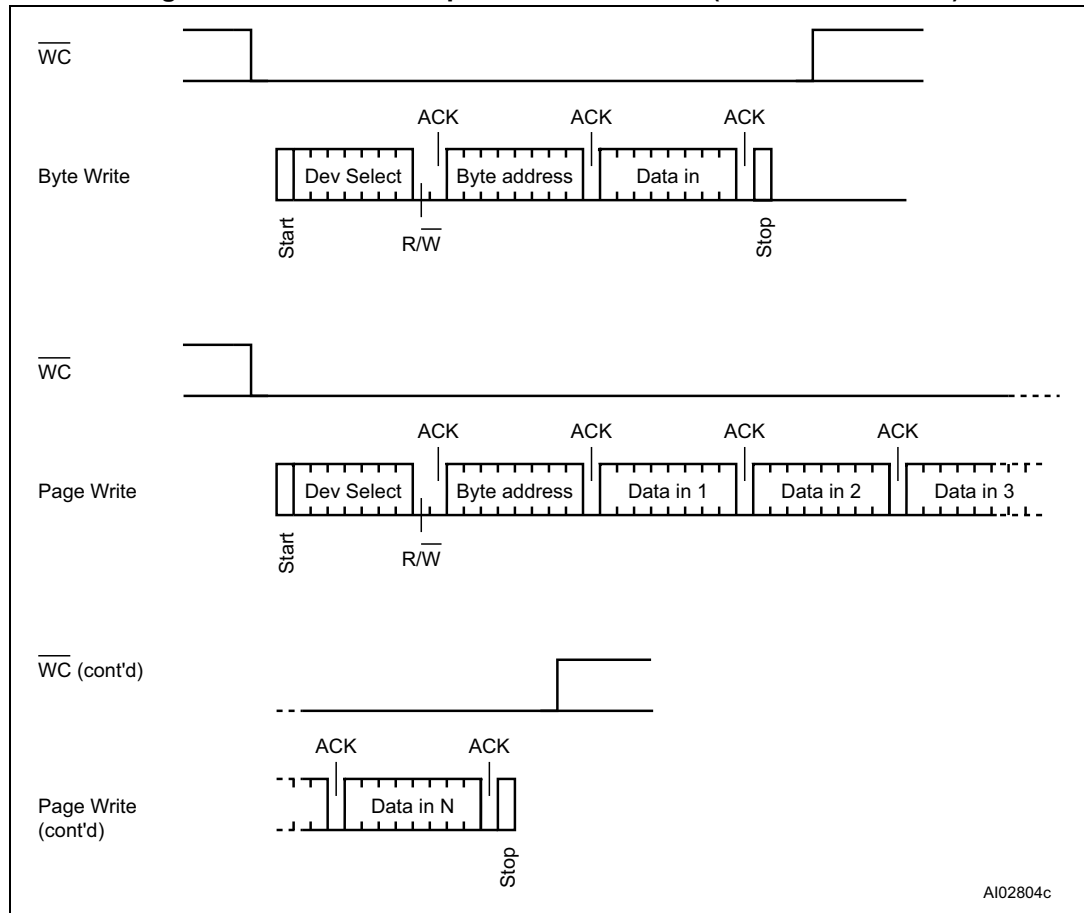 WC
ACK ACK ACK
Byte Write Dev Select Byte address Data in
Start R/W Stop
WC
ACK ACK ACK ACK
Page Write Dev Select Byte address Data in 1 Data in 2 Data in 3
Start R/W
WC (cont'd)
ACK ACK
Page Write
(cont'd) Data in N
Stop
AI02804c